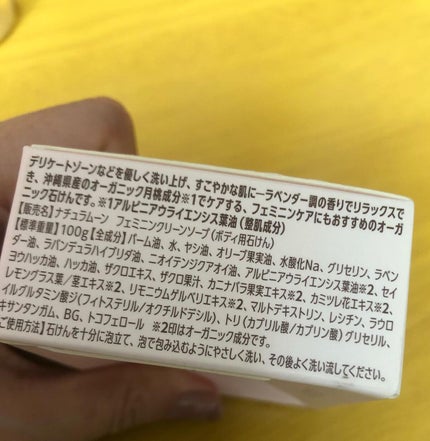 デリケートゾーンなどを優しく洗い上げ、すこやかな肌に―ラベンダー調の香りでリラックスで
き、沖縄県産のオーガニック月桃成分※1でケアする、フェミニンケアにもおすすめのオーガ
ニック石けんです。※1アルピニアウライエンシス葉油（整肌成分）
【販売名】ナチュラムーン フェミニンクリーンソープ（ボディ用石けん）
【標準重量】100g【全成分】パーム油、水、ヤシ油、オリーブ果実油、水酸化Na、グリセリン、ラベン
ダー油、ラバンデュラハイブリダ油、ニオイテンジクアオイ油、アルピニアウライエンシス葉油※2、セイ
ヨウハッカ油、ハッカ油、ザクロエキス、ザクロ果汁、カニナバラ果実エキス※2、カミツレ花エキス※2、
レモングラス葉／茎エキス※2、リモニウムゲルベリエキス※2、マルトデキストリン、レシチン、ラウロ
イルグルタミン酸ジ（フィトステリル/オクチルドデシル）、トリ（カプリル酸/カプリン酸）グリセリル、
キサンタンガム、BG、トコフェロール ※2印はオーガニック成分です。
ご使用方法】石けんを十分に泡立て、泡で包み込むようにやさしく洗い、その後よく洗い流してください。